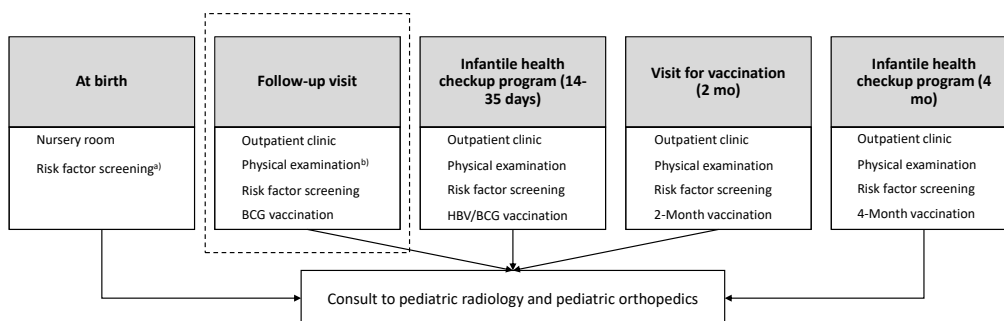 At birth
Nursery room
Risk factor screeningᵃ⁾
Follow-up visit
Outpatient clinic
Physical examinationᵇ⁾
Risk factor screening
BCG vaccination
Infantile health
checkup program (14-
35 days)
Outpatient clinic
Physical examination
Risk factor screening
HBV/BCG vaccination
Visit for vaccination
(2 mo)
Outpatient clinic
Physical examination
Risk factor screening
2-Month vaccination
Infantile health
checkup program (4
mo)
Outpatient clinic
Physical examination
Risk factor screening
4-Month vaccination
Consult to pediatric radiology and pediatric orthopedics